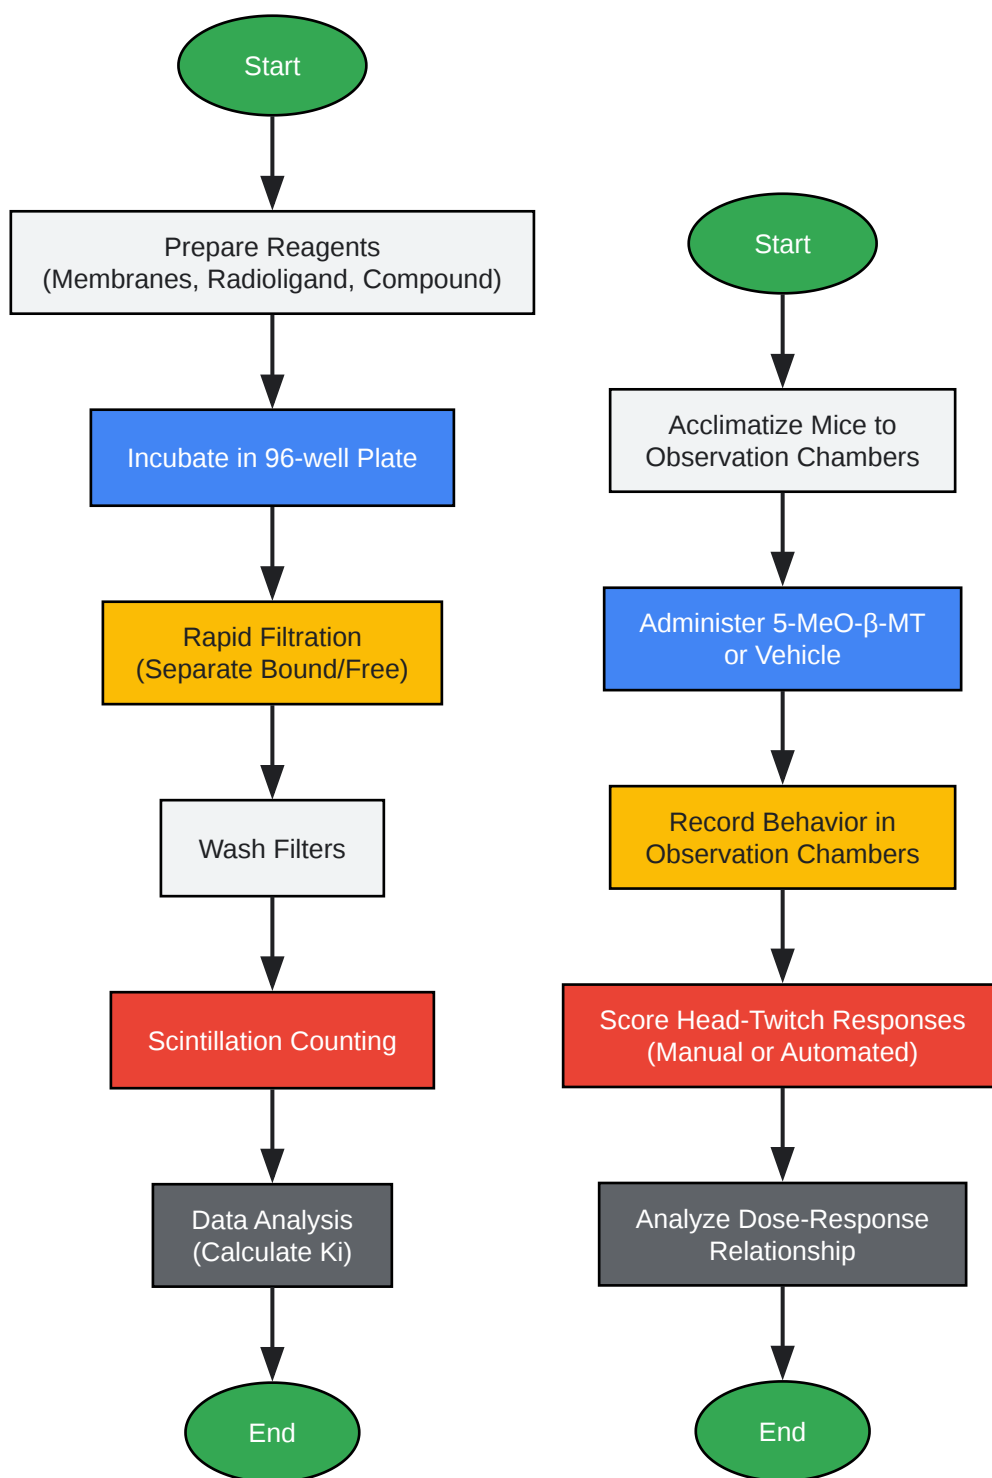 Start
Prepare Reagents
(Membranes, Radioligand, Compound)
Incubate in 96-well Plate
Rapid Filtration
(Separate Bound/Free)
Wash Filters
Scintillation Counting
Data Analysis
(Calculate Ki)
End
Start
Acclimatize Mice to
Observation Chambers
Administer 5-MeO-β-MT
or Vehicle
Record Behavior in
Observation Chambers
Score Head-Twitch Responses
(Manual or Automated)
Analyze Dose-Response
Relationship
End